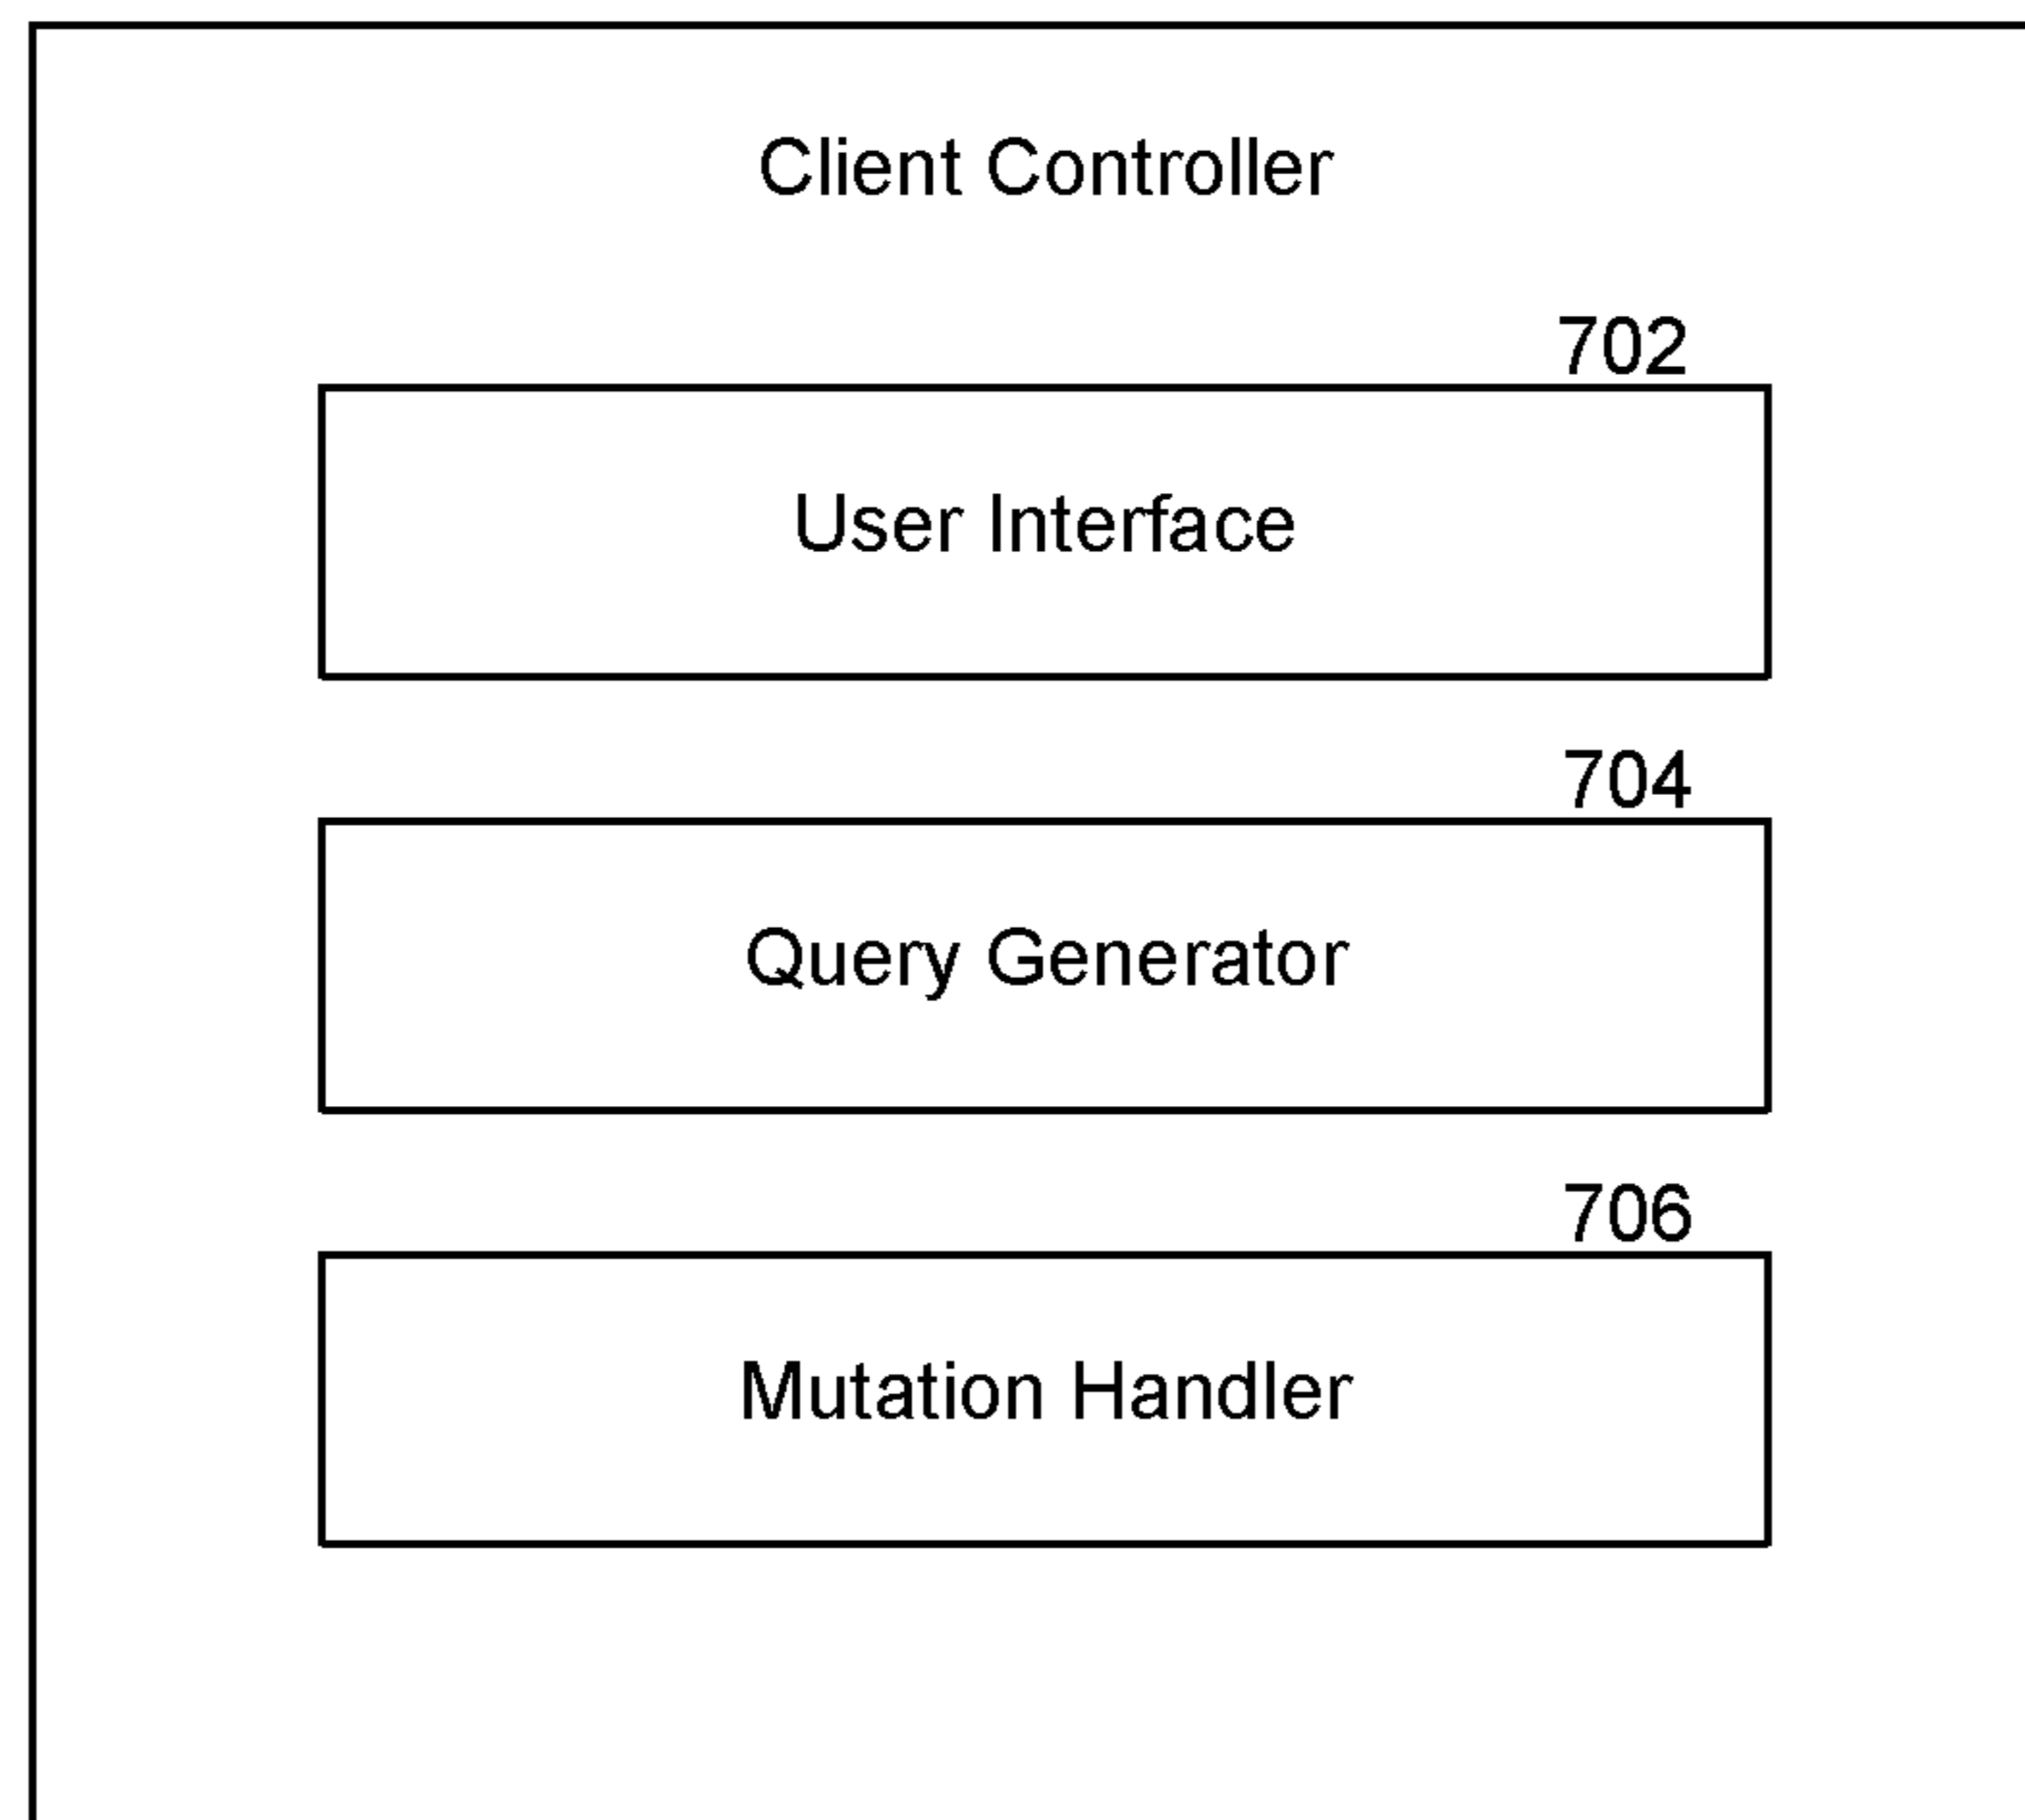 Client Controller
702
User Interface
704
Query Generator
706
Mutation Handler